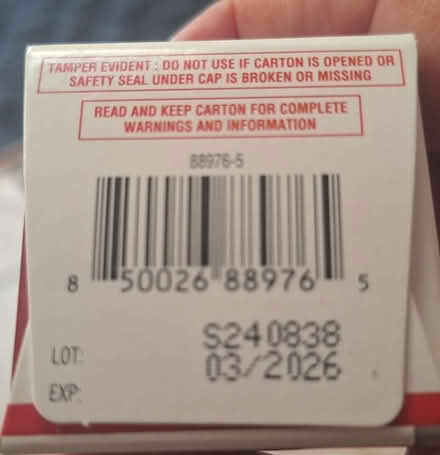 TAMPER EVIDENT : DO NOT USE IF CARTON IS OPENED OR
SAFETY SEAL UNDER CAP IS BROKEN OR MISSING
READ AND KEEP CARTON FOR COMPLETE
WARNINGS AND INFORMATION
88976-5
8 50026 88976 5
LOT: S240838
EXP: 03/2026